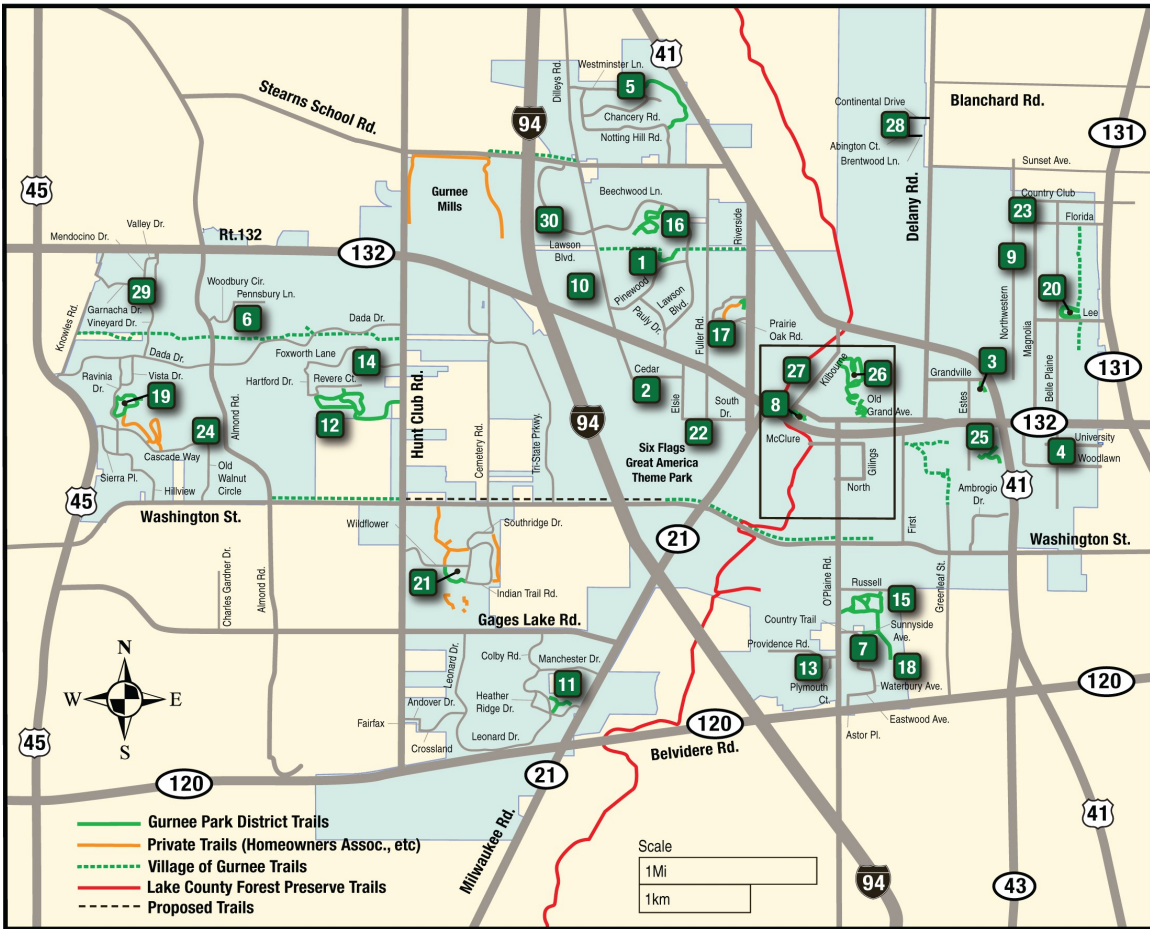 41
Westminster Ln.
5
Dilleys Rd.
Chancery Rd.
Notting Hill Rd.
94
Stearns School Rd.
Continental Drive
28
Abington Ct.
Brentwood Ln.
Blanchard Rd.
131
Sunset Ave.
45
Gurnee
Mills
Beechwood Ln.
30
16
Riverside
Delany Rd.
Country Club
23
Florida
Valley Dr.
Mendocino Dr.
Rt.132
132
Lawson
Blvd.
1
9
10
Pinewood
Lawson
Blvd.
Pauly Dr.
29
Garnacha Dr.
Vineyard Dr.
Knowles Rd.
Woodbury Cir.
Pennsbury Ln.
6
Dada Dr.
20
Lee
Northwestern
Magnolia
Belle Plaine
Fuller Rd.
17
Prairie
Oak Rd.
Dada Dr.
Foxworth Lane
14
Ravinia
Dr.
Vista Dr.
19
Hartford Dr.
Revere Ct.
12
Cedar
2
Elsie
South
Dr.
22
27
Kilbourne
26
8
Old
Grand Ave.
McClure
Gilings
North
3
Grandville
Estes
131
132
25
University
4
Woodlawn
Ambrogio
Dr.
41
24
Almond Rd.
Cascade Way
Old
Walnut
Circle
Sierra Pl.
Hillview
45
Washington St.
Hunt Club Rd.
Cemetery Rd.
Tri-State Prkwy.
94
Six Flags
Great America
Theme Park
21
First
Washington St.
Wildflower
Southridge Dr.
21
Indian Trail Rd.
Gages Lake Rd.
Charles Gardner Dr.
Almond Rd.
O'Plaine Rd.
Russell
15
Country Trail
Sunnyside
Ave.
Greenleaf St.
Providence Rd.
7
13
18
Plymouth
Ct.
Waterbury Ave.
Eastwood Ave.
Astor Pl.
120
N
W
E
S
Leonard Dr.
Colby Rd.
Manchester Dr.
11
Heather
Ridge Dr.
Andover Dr.
Fairfax
Crossland
Leonard Dr.
120
Belvidere Rd.
45
120
21
Milwaukee Rd.
41
Gurnee Park District Trails
Private Trails (Homeowners Assoc., etc)
Village of Gurnee Trails
Lake County Forest Preserve Trails
Proposed Trails
Scale
1Mi
1km
94
43